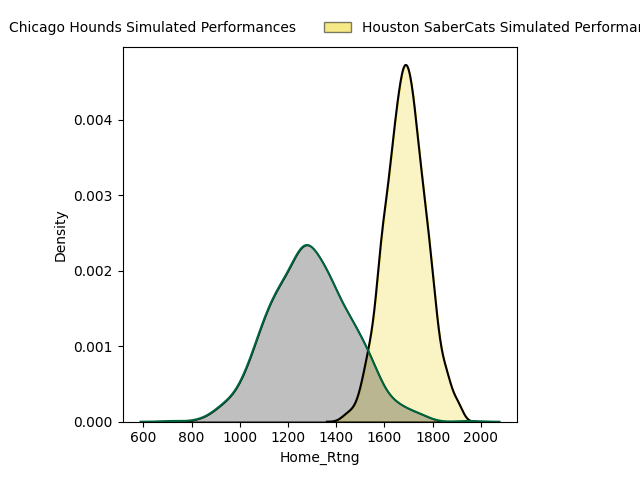 Chicago Hounds Simulated Performances
Houston SaberCats Simulated Performan
0.004
0.003
0.002
0.001
0.000
Density
600 800 1000 1200 1400 1600 1800 2000
Home_Rtng